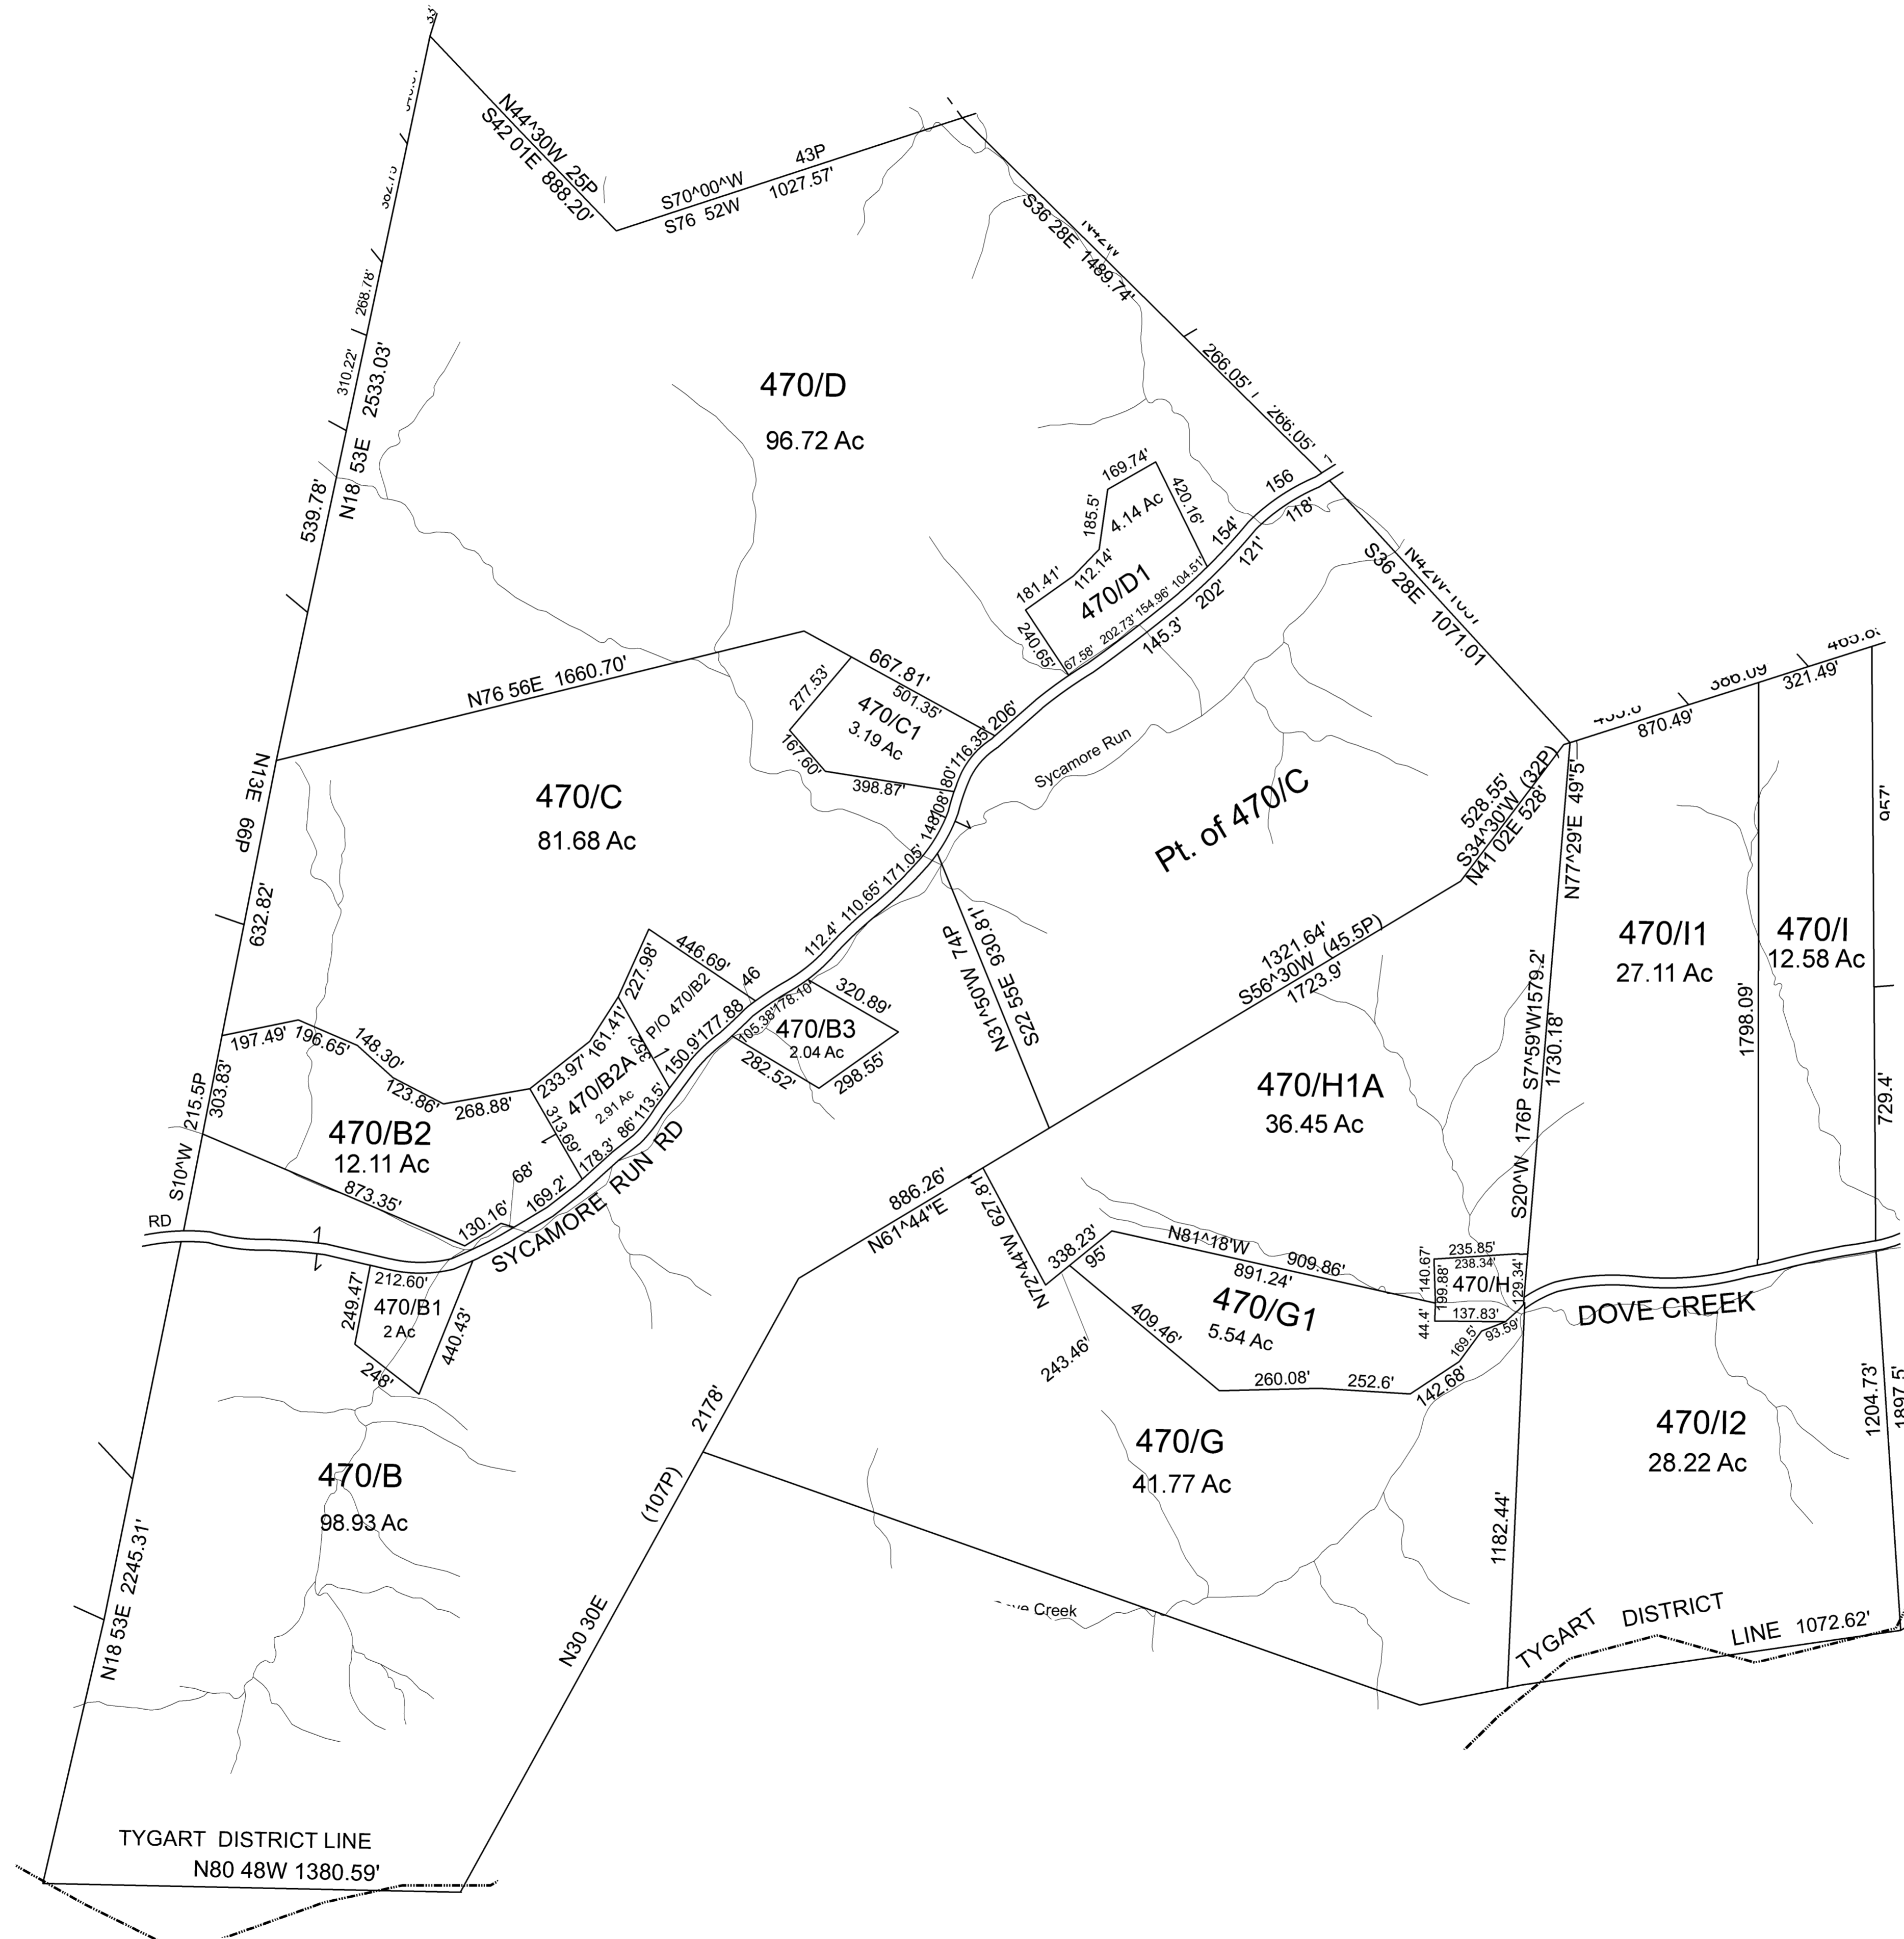 N44^30W 25P
S42 01E 888.20'
S70^00^W 43P
S76 52W 1027.57'
S36 28E 1489.74'
268.78'
310.22'
2533.03'
N18 53E
539.78'
266.05'
266.05'
470/D
96.72 Ac
156
118'
154'
121'
169.74'
420.16'
185.5'
4.14 Ac
112.14'
181.41'
470/D1
240.65'
67.58'
202.73'
154.96'
104.51'
202'
145.3'
S36 28E 1071.01
N76 56E 1660.70'
667.81'
501.35'
277.53'
470/C1
3.19 Ac
167.60'
398.87'
206'
116.35'
80'
108'
148'
Sycamore Run
870.49'
321.49'
N13E 66P
632.82'
470/C
81.68 Ac
Pt. of 470/C
528.55'
S34^30'W (32P)
N41 02E 528'
N77^29'E 49"5'
957'
171.05'
110.65'
112.4'
N31^50'W 74P
S22 55E 930.81'
1321.64'
S56^30W (45.5P)
1723.9'
470/I1
27.11 Ac
470/I
12.58 Ac
1798.09'
S20^W 176P S7^59'W1579.2'
1730.18'
729.4'
446.69'
227.98'
46
P/O 470/B2
177.88
161.41'
352'
150.9'
233.97'
470/B2A
2.91 Ac
313.69'
113.5'
86'
178.3'
105.38'
178.10'
320.89'
470/B3
2.04 Ac
282.52'
298.55'
197.49'
196.65'
148.30'
123.86'
268.88'
S10^W 215.5P
303.83'
470/B2
12.11 Ac
873.35'
68'
169.2'
130.16'
RD
SYCAMORE RUN RD
470/H1A
36.45 Ac
886.26'
N61^44"E
N72^44'W 627.81
338.23'
95'
N81^18'W 909.86'
891.24'
470/G1
5.54 Ac
409.46'
243.46'
260.08'
252.6'
142.68'
169.5'
93.59'
235.85'
238.34'
140.67'
199.88'
470/H
129.34'
44.4'
137.83'
DOVE CREEK
212.60'
249.47'
470/B1
2 Ac
248'
440.43'
470/B
98.93 Ac
2178'
(107P)
N30 30E
470/G
41.77 Ac
470/I2
28.22 Ac
1204.73'
1897.5'
1182.44'
N18 53E 2245.31'
Creek
TYGART DISTRICT
LINE 1072.62'
TYGART DISTRICT LINE
N80 48W 1380.59'